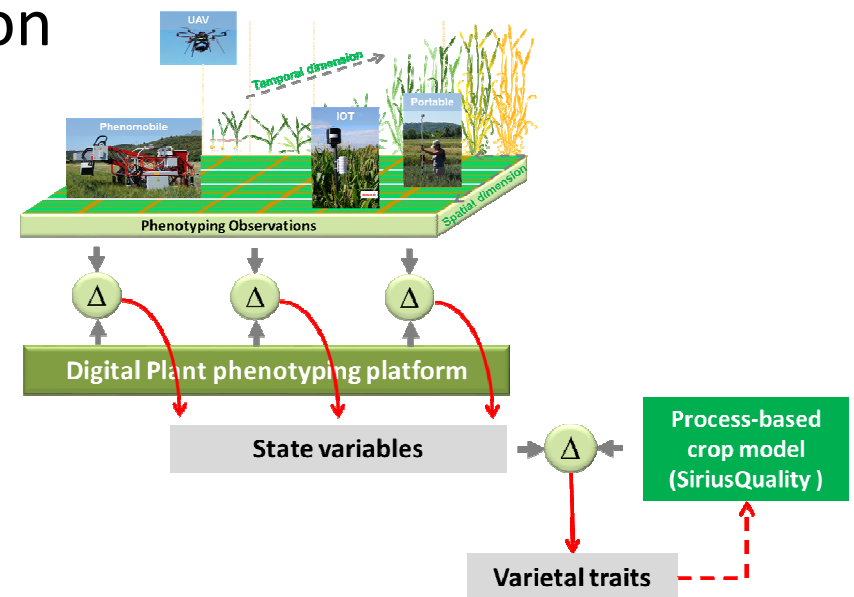 on
UAV
Temporal dimension
Phenomobile
IOT
Portable
Spatial dimension
Phenotyping Observations
Δ
Δ
Δ
Digital Plant phenotyping platform
State variables
Δ
Process-based
crop model
(SiriusQuality )
Varietal traits